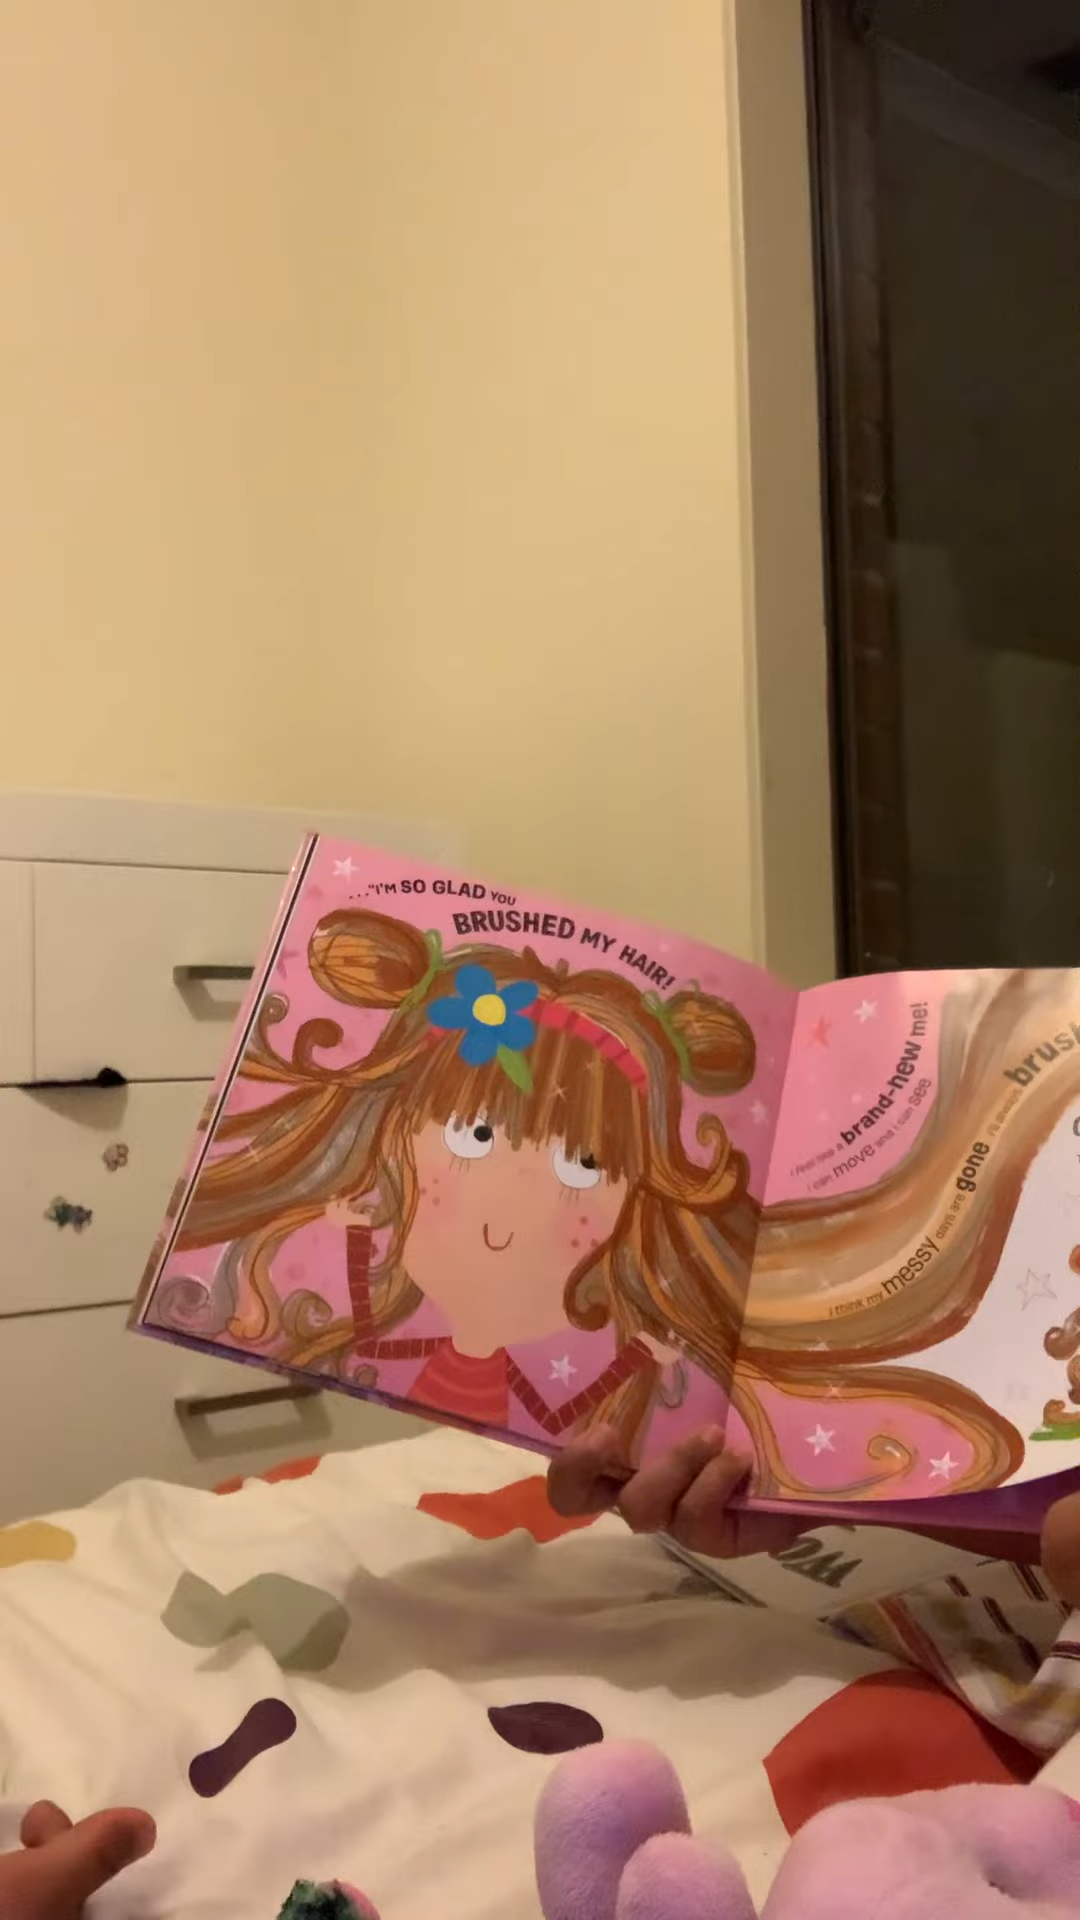 ..."I'M SO GLAD YOU
BRUSHED MY HAIR!
I feel like a brand-new me!
I can move and I can see
I think my messy days are gone
I'll always brush